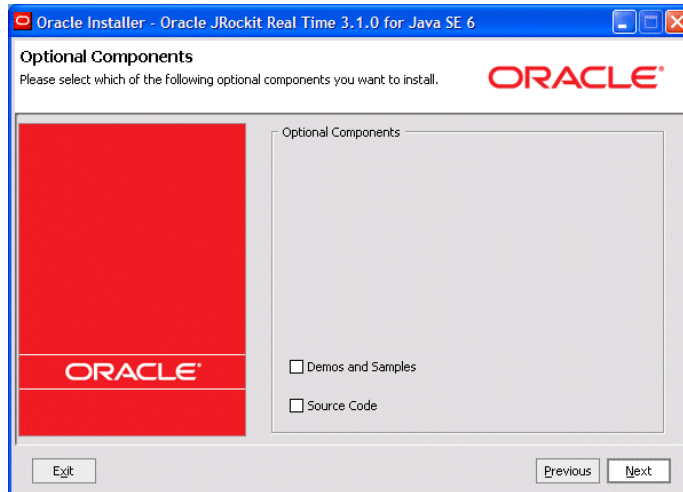 Oracle Installer - Oracle JRockit Real Time 3.1.0 for Java SE 6
Optional Components
Please select which of the following optional components you want to install.
ORACLE®
Optional Components
ORACLE®
Demos and Samples
Source Code
Exit
Previous
Next